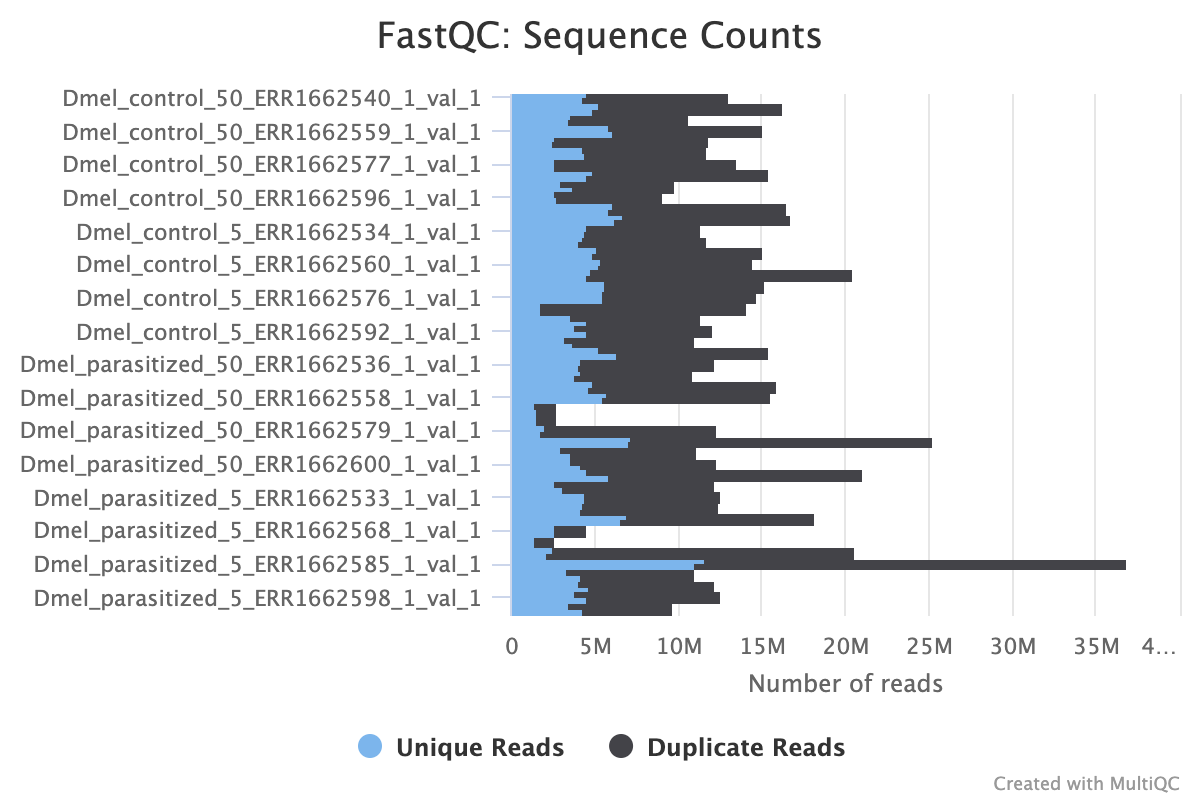 FastQC: Sequence Counts
Dmel_control_50_ERR1662540_1_val_1
Dmel_control_50_ERR1662559_1_val_1
Dmel_control_50_ERR1662577_1_val_1
Dmel_control_50_ERR1662596_1_val_1
Dmel_control_5_ERR1662534_1_val_1
Dmel_control_5_ERR1662560_1_val_1
Dmel_control_5_ERR1662576_1_val_1
Dmel_control_5_ERR1662592_1_val_1
Dmel_parasitized_50_ERR1662536_1_val_1
Dmel_parasitized_50_ERR1662558_1_val_1
Dmel_parasitized_50_ERR1662579_1_val_1
Dmel_parasitized_50_ERR1662600_1_val_1
Dmel_parasitized_5_ERR1662533_1_val_1
Dmel_parasitized_5_ERR1662568_1_val_1
Dmel_parasitized_5_ERR1662585_1_val_1
Dmel_parasitized_5_ERR1662598_1_val_1
0 5M 10M 15M 20M 25M 30M 35M 4…
Number of reads
Unique Reads Duplicate Reads
Created with MultiQC